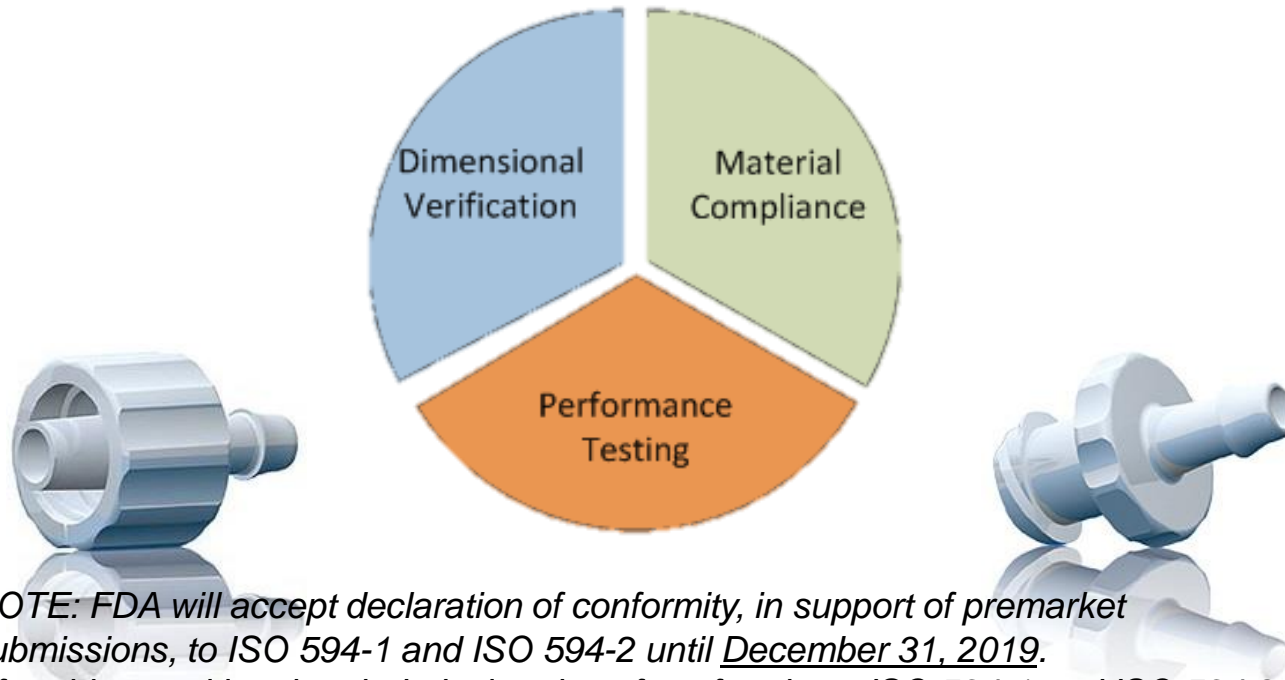 Dimensional
Verification
Material
Compliance
Performance
Testing
OTE: FDA will accept declaration of conformity, in support of premarket
ubmissions, to ISO 594-1 and ISO 594-2 until December 31, 2019.